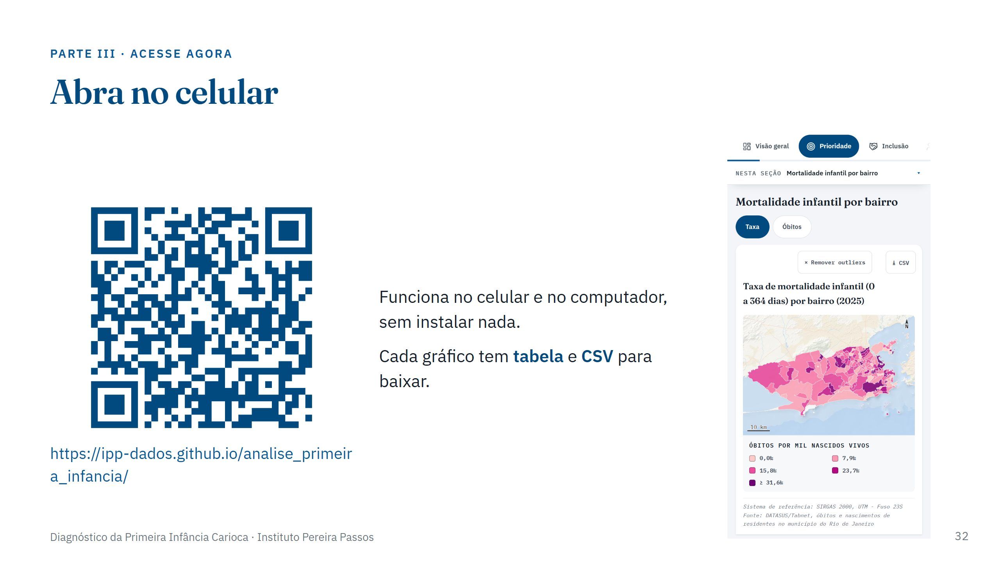 PARTE III · ACESSE AGORA
Abra no celular
https://ipp-dados.github.io/analise_primeir
a_infancia/
Funciona no celular e no computador,
sem instalar nada.
Cada gráfico tem tabela e CSV para
baixar.
Visão geral
Prioridade
Inclusão
NESTA SEÇÃO Mortalidade infantil por bairro
Mortalidade infantil por bairro
Taxa
Óbitos
× Remover outliers
⤓ CSV
Taxa de mortalidade infantil (0
a 364 dias) por bairro (2025)
N
10 km
ÓBITOS POR MIL NASCIDOS VIVOS
0,0‰
7,9‰
15,8‰
23,7‰
≥ 31,6‰
Sistema de referência: SIRGAS 2000, UTM - Fuso 23S
Fonte: DATASUS/Tabnet, óbitos e nascimentos de
residentes no município do Rio de Janeiro
Diagnóstico da Primeira Infância Carioca · Instituto Pereira Passos
32